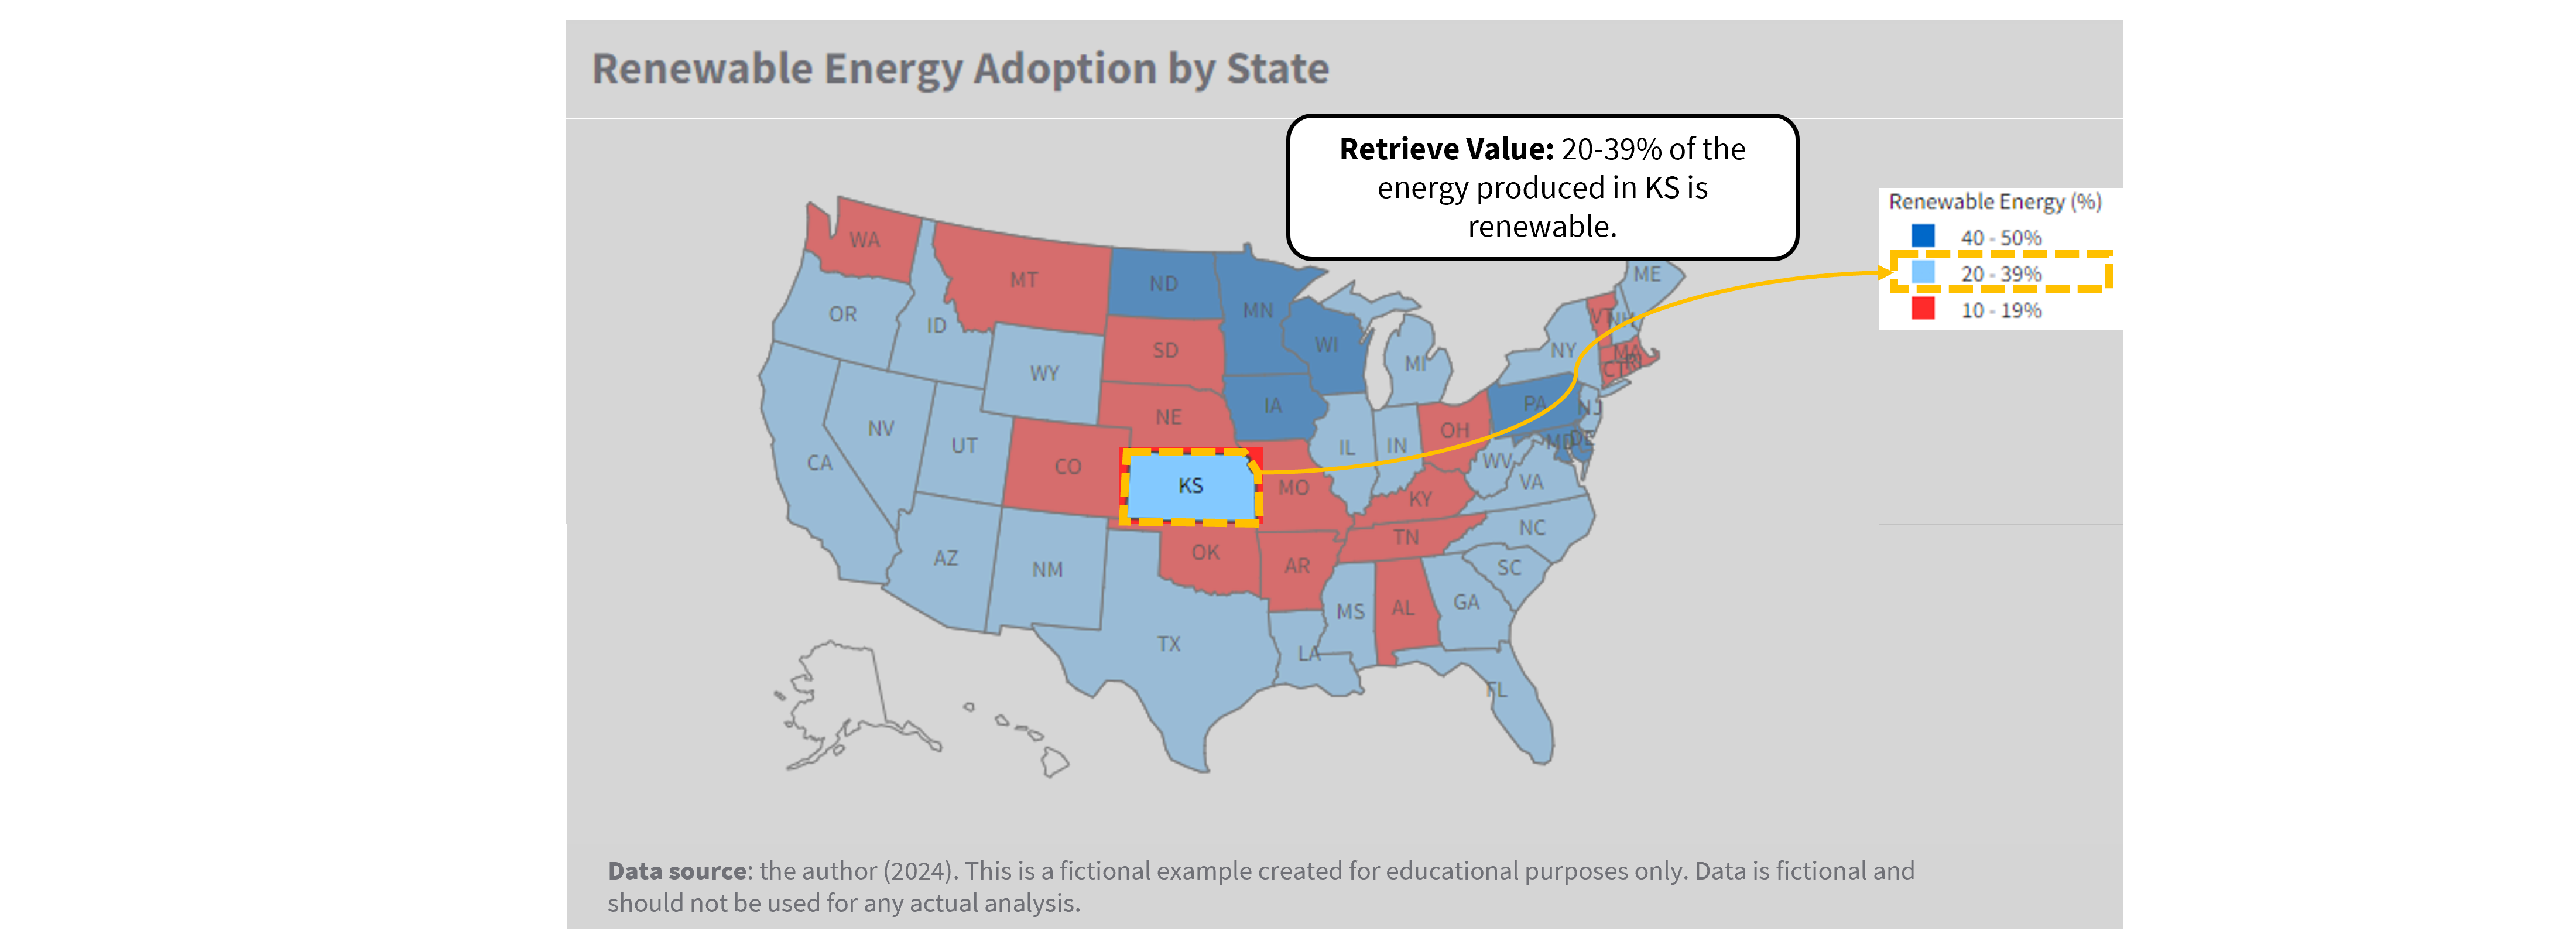 Renewable Energy Adoption by State
Retrieve Value: 20-39% of the
energy produced in KS is
renewable.
Renewable Energy (%)
40 - 50%
20 - 39%
10 - 19%
WA
MT
ND
MN
ME
OR
ID
SD
WI
VT
NH
WY
MI
NY
MA
CT
RI
NE
IA
PA
NJ
NV
UT
CO
KS
MO
IL
IN
OH
MD
DE
CA
WV
VA
KY
NC
AZ
NM
OK
AR
TN
SC
MS
AL
GA
TX
LA
FL
Data source: the author (2024). This is a fictional example created for educational purposes only. Data is fictional and
should not be used for any actual analysis.